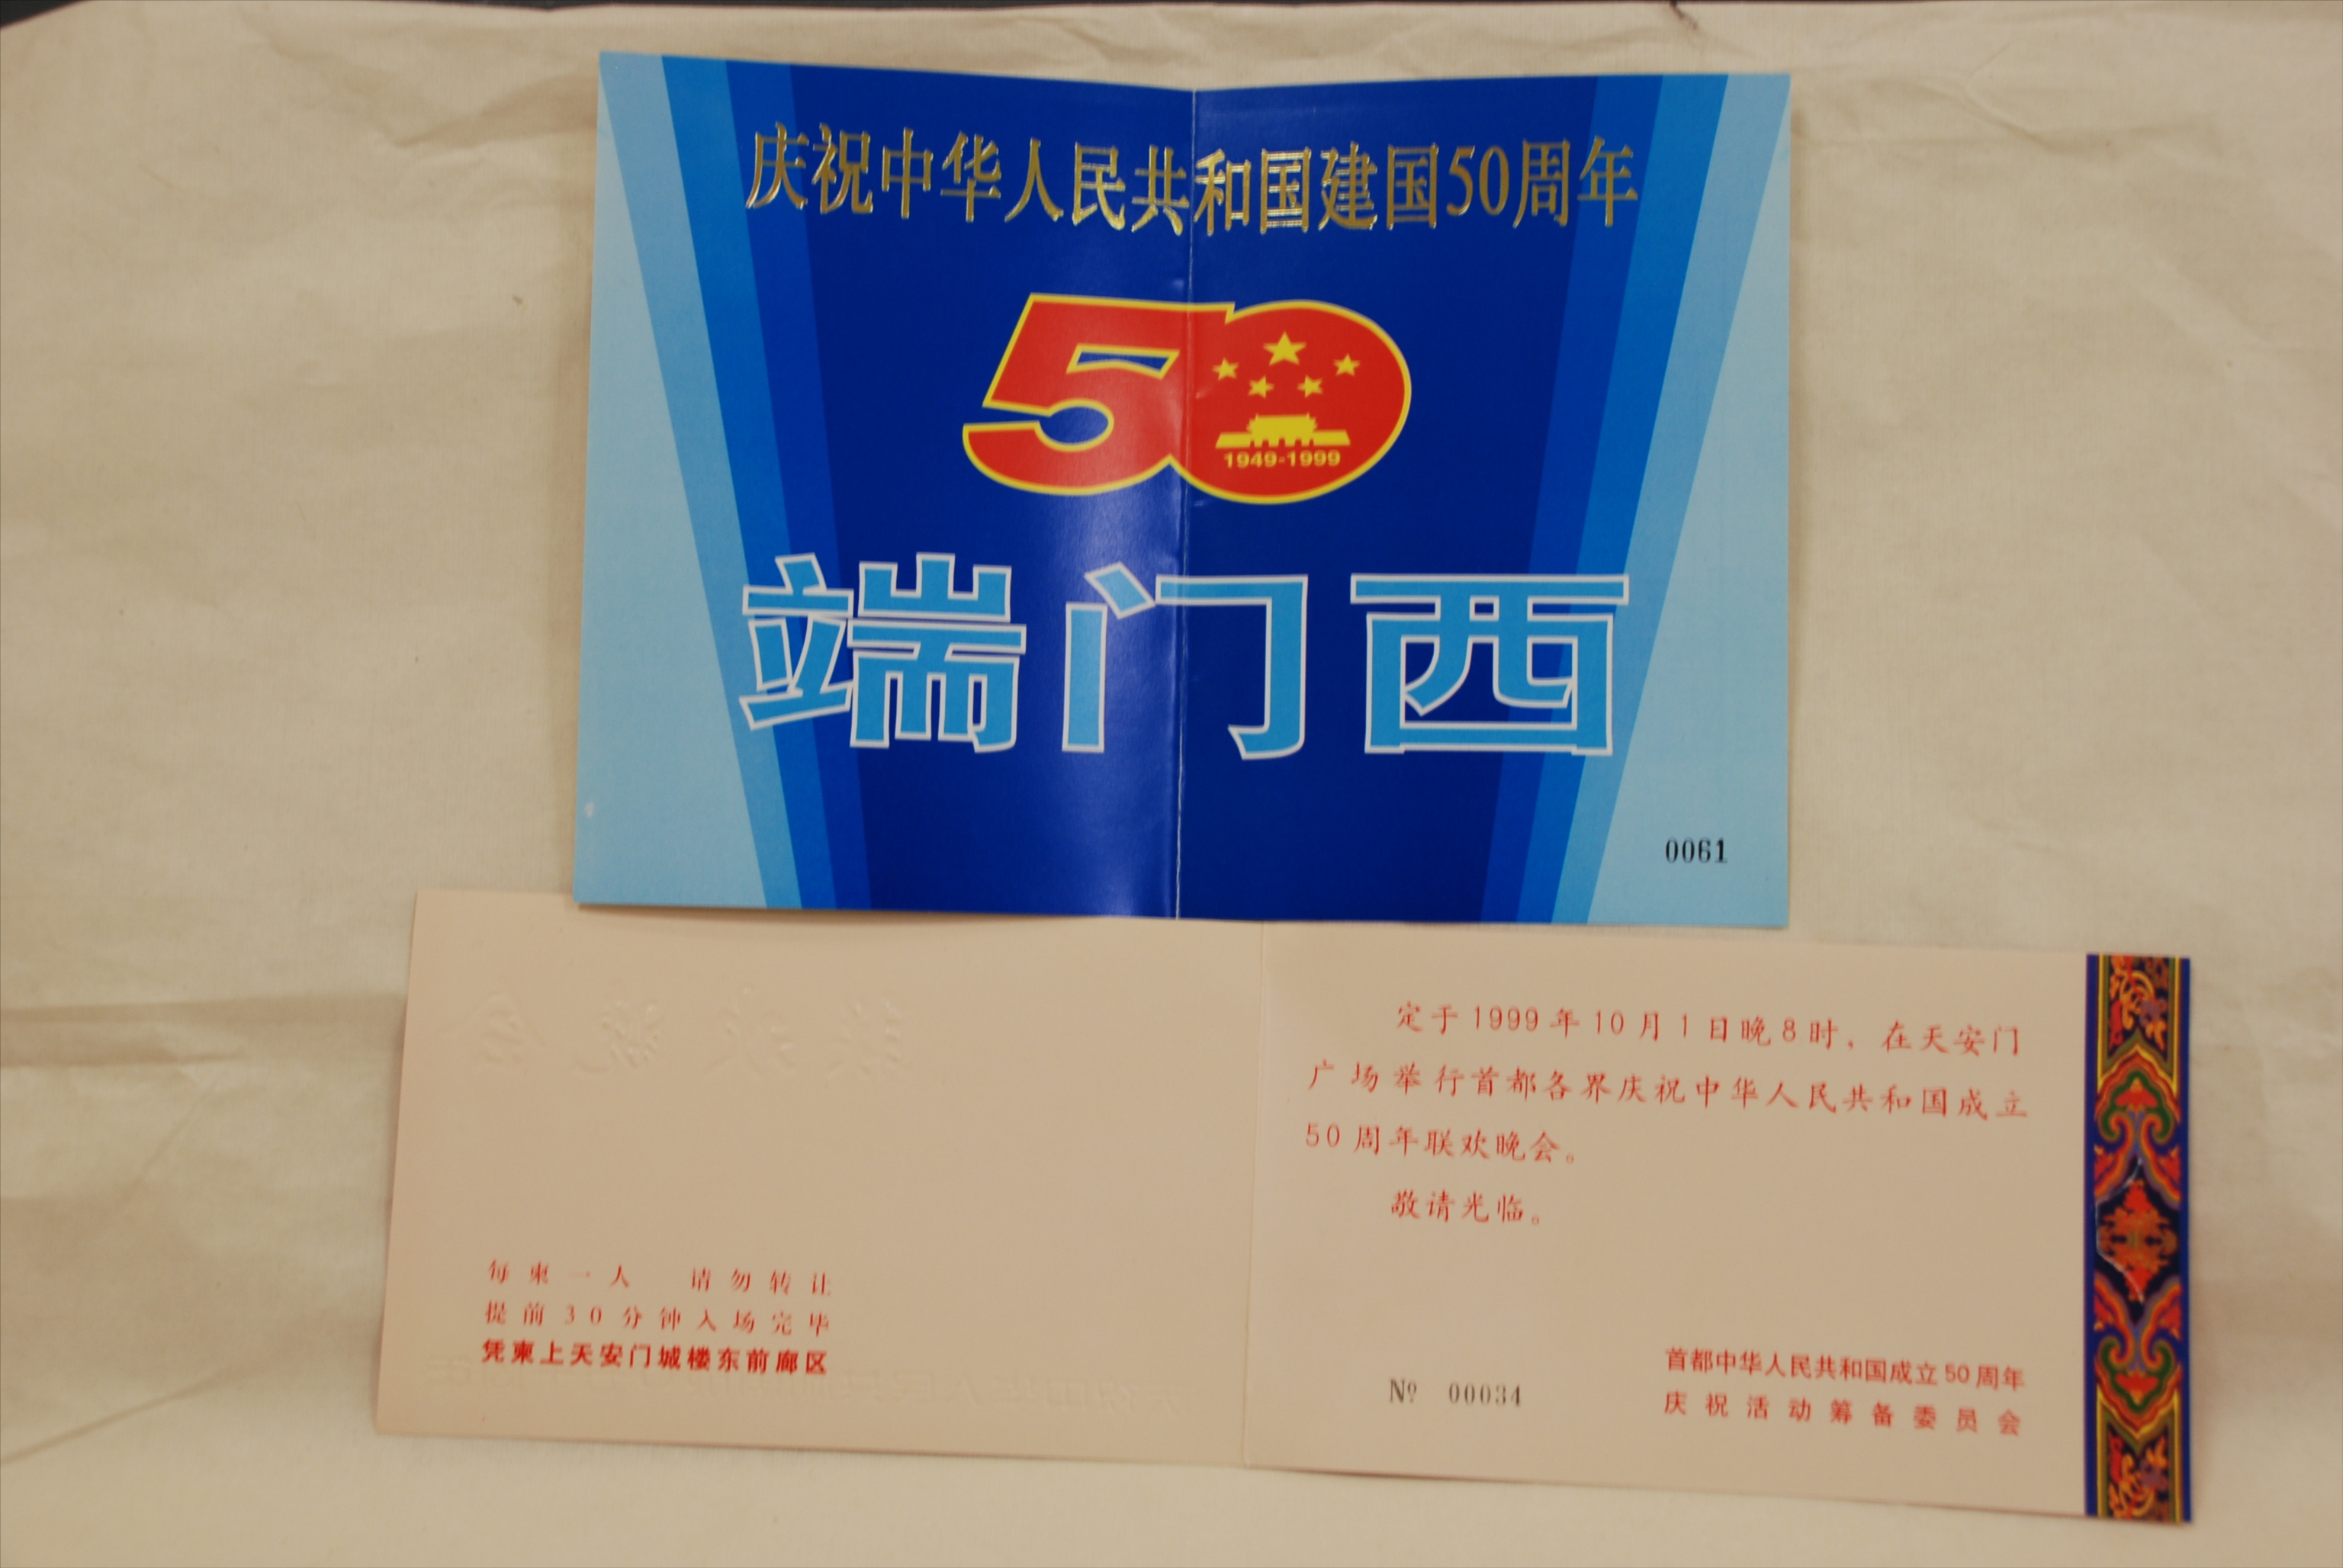 庆祝中华人民共和国建国50周年
50
1949-1999
端门西
0061
联欢晚会
每柬一人 请勿转让
提前30分钟入场完毕
凭柬上天安门城楼东前廊区
定于1999年10月1日晚8时，在天安门
广场举行首都各界庆祝中华人民共和国成立
50周年联欢晚会。
敬请光临。
№ 00034
首都中华人民共和国成立50周年
庆祝活动筹备委员会